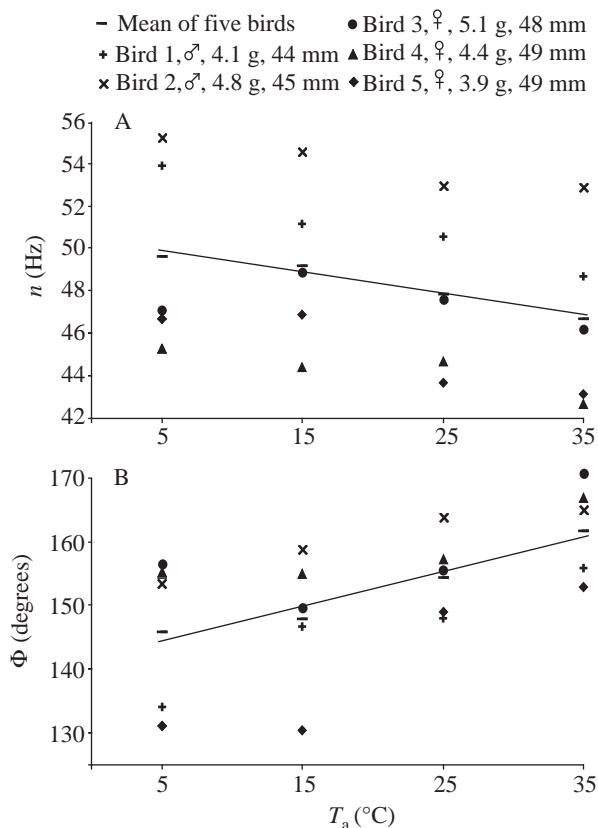 Mean of five birds
Bird 1, ♂, 4.1 g, 44 mm
Bird 2, ♂, 4.8 g, 45 mm
Bird 3, ♀, 5.1 g, 48 mm
Bird 4, ♀, 4.4 g, 49 mm
Bird 5, ♀, 3.9 g, 49 mm
A
n (Hz)
56
54
52
50
48
46
44
42
5 15 25 35
B
Φ (degrees)
170
160
150
140
130
5 15 25 35
Ta (°C)